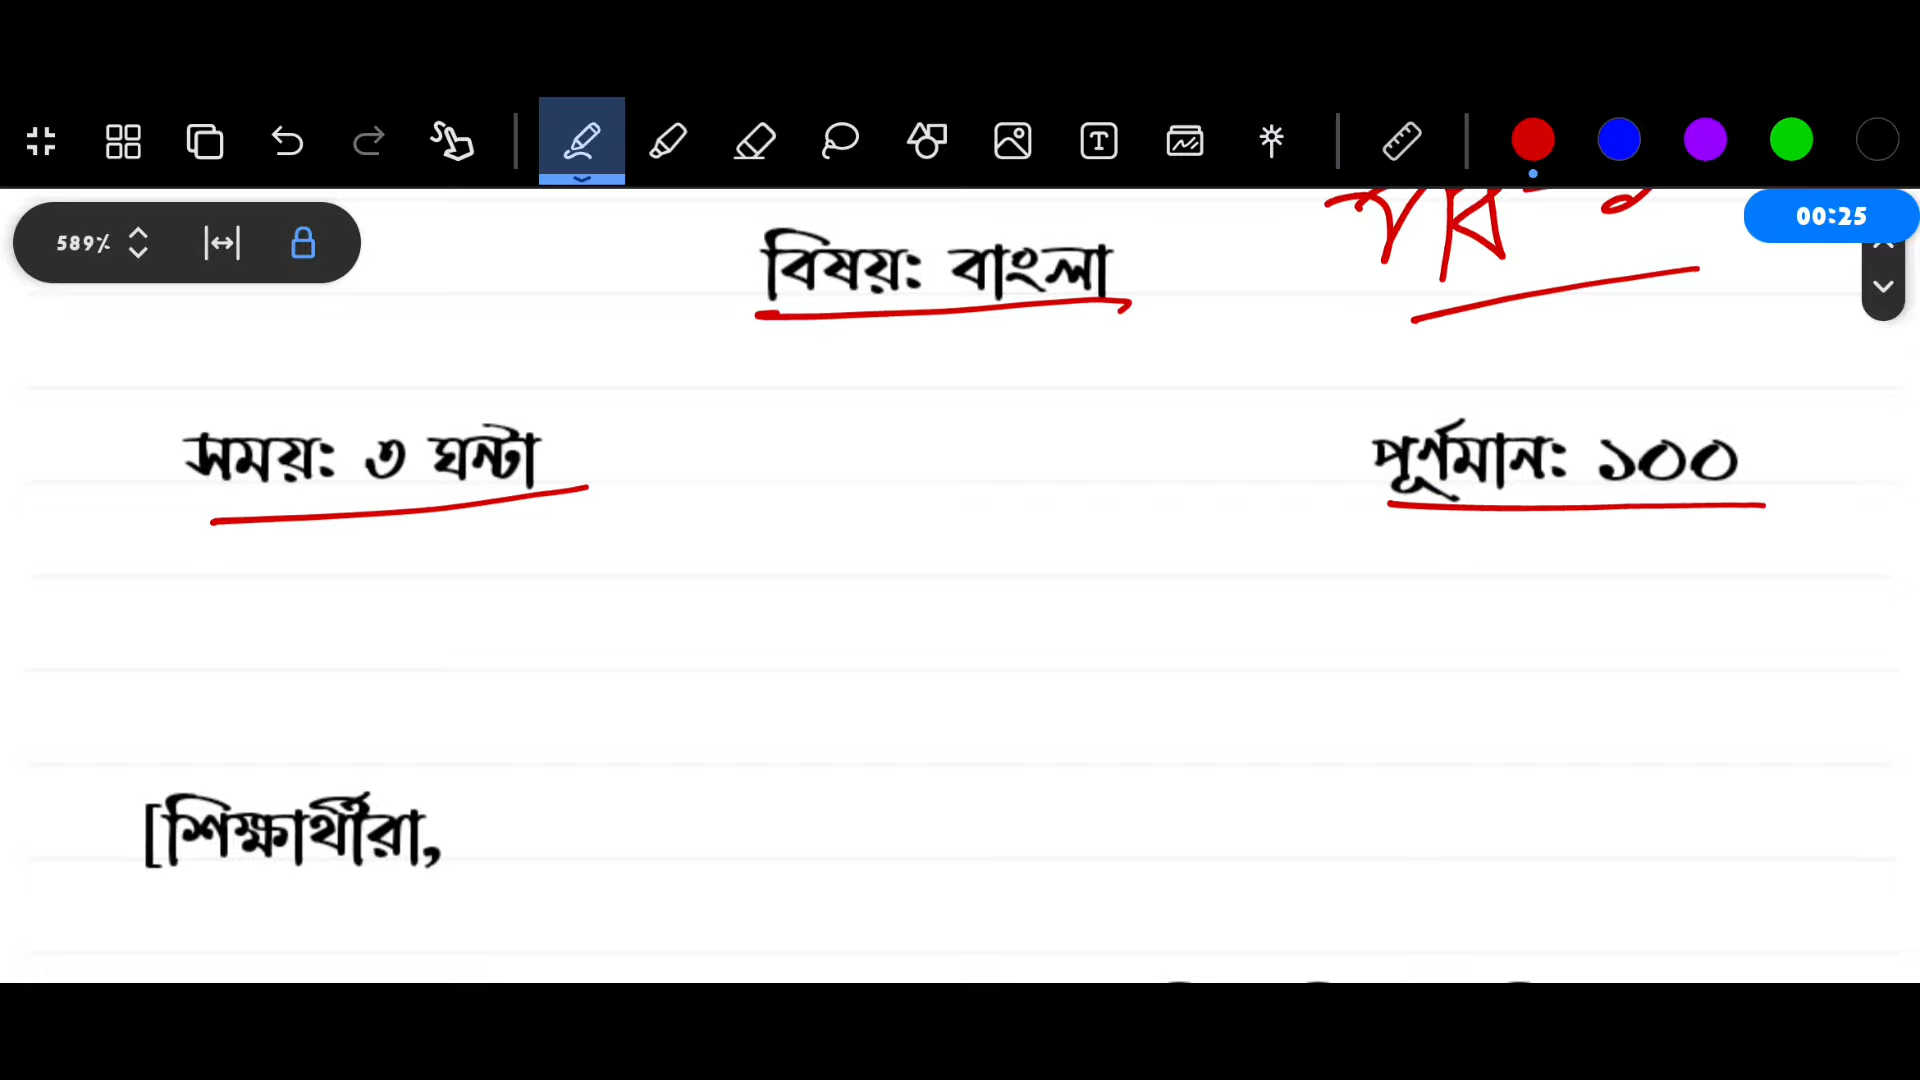 589%
00:25
বিষয়: বাংলা
সময়: ৩ ঘন্টা
পূর্ণমান: ১০০
[শিক্ষার্থীরা,